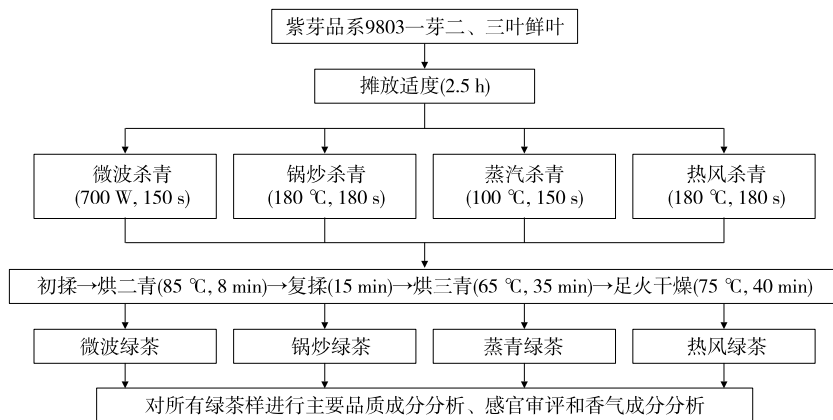 紫芽品系9803一芽二、三叶鲜叶
摊放适度(2.5 h)
微波杀青
(700 W, 150 s)
锅炒杀青
(180 ℃, 180 s)
蒸汽杀青
(100 ℃, 150 s)
热风杀青
(180 ℃, 180 s)
初揉→烘二青(85 ℃, 8 min)→复揉(15 min)→烘三青(65 ℃, 35 min)→足火干燥(75 ℃, 40 min)
微波绿茶
锅炒绿茶
蒸青绿茶
热风绿茶
对所有绿茶样进行主要品质成分分析、感官审评和香气成分分析